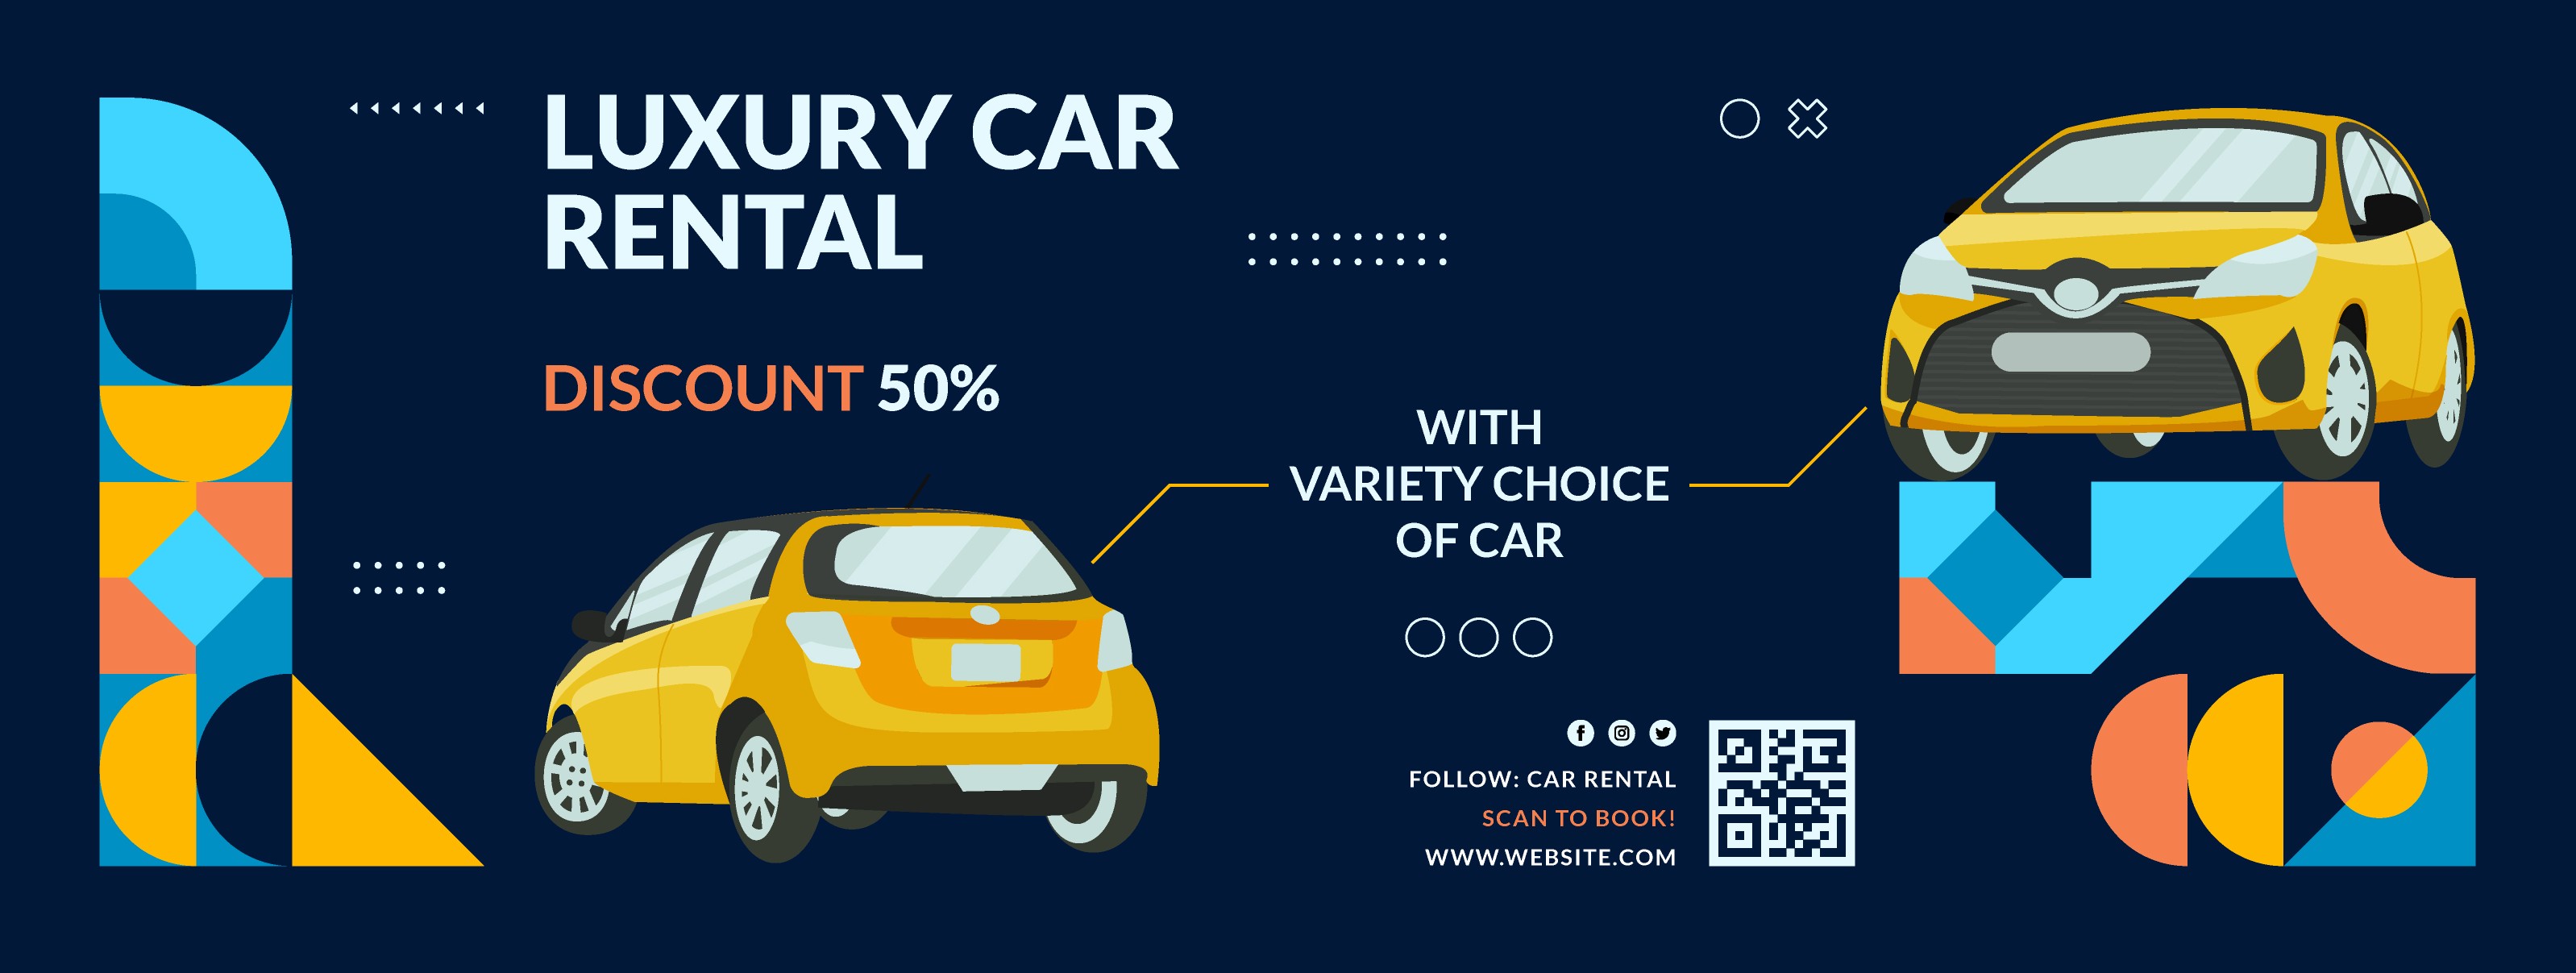 LUXURY CAR
RENTAL
DISCOUNT 50%
WITH
VARIETY CHOICE
OF CAR
FOLLOW: CAR RENTAL
SCAN TO BOOK!
WWW.WEBSITE.COM